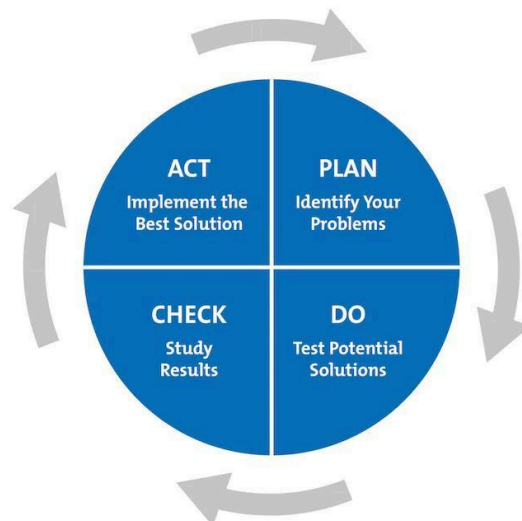 ACT
Implement the
Best Solution
PLAN
Identify Your
Problems
CHECK
Study
Results
DO
Test Potential
Solutions